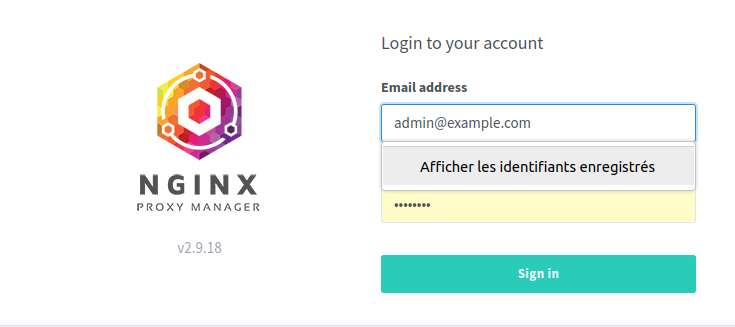 Login to your account
Email address
admin@example.com
Afficher les identifiants enregistrés
••••••••
Sign in
NGINX
PROXY MANAGER
v2.9.18